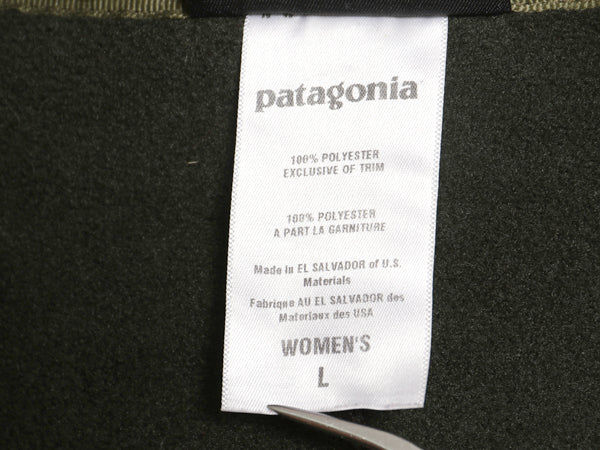 patagonia
100% POLYESTER
EXCLUSIVE OF TRIM
100% POLYESTER
A PART LA GARNITURE
Made in EL SALVADOR of U.S.
Materials
Fabrique AU EL SALVADOR des
Materiaux des USA
WOMEN'S
L